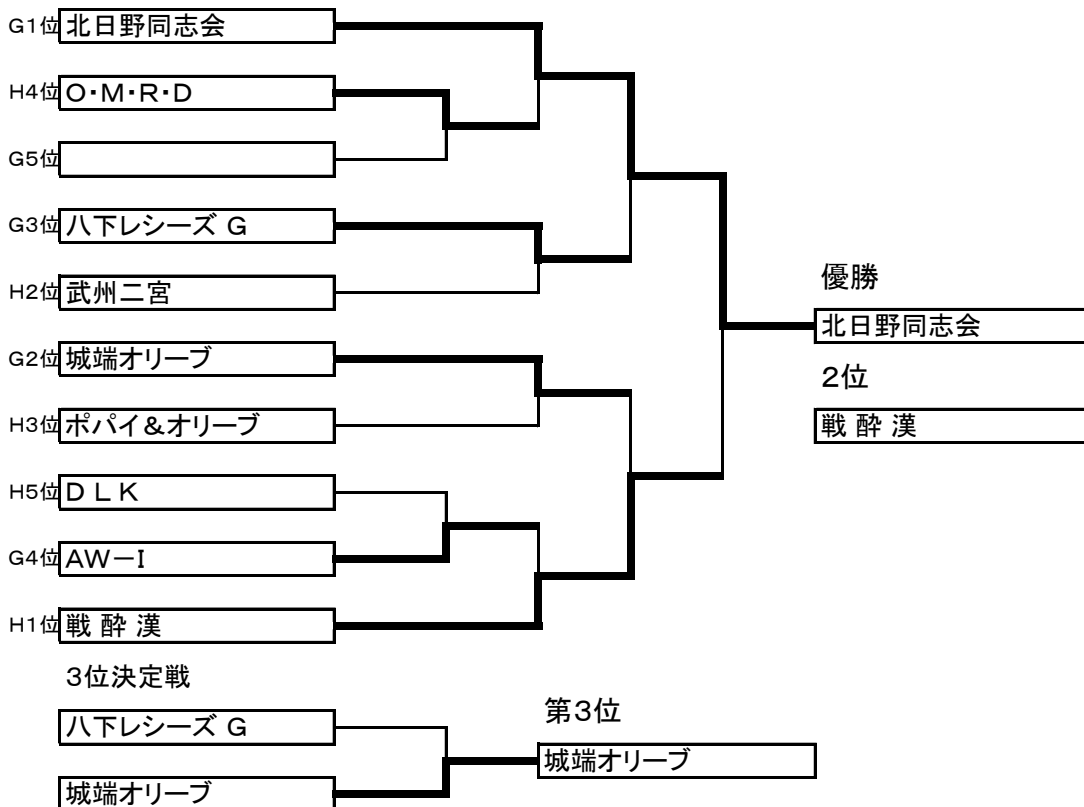 G1位 北日野同志会
H4位 O・M・R・D
G5位
G3位 八下レシーズ G
H2位 武州二宮
優勝
北日野同志会
G2位 城端オリーブ
2位
H3位 ポパイ&オリーブ
戦 酔 漢
H5位 D L K
G4位 AW－I
H1位 戦 酔 漢
3位決定戦
八下レシーズ G
第3位
城端オリーブ
城端オリーブ